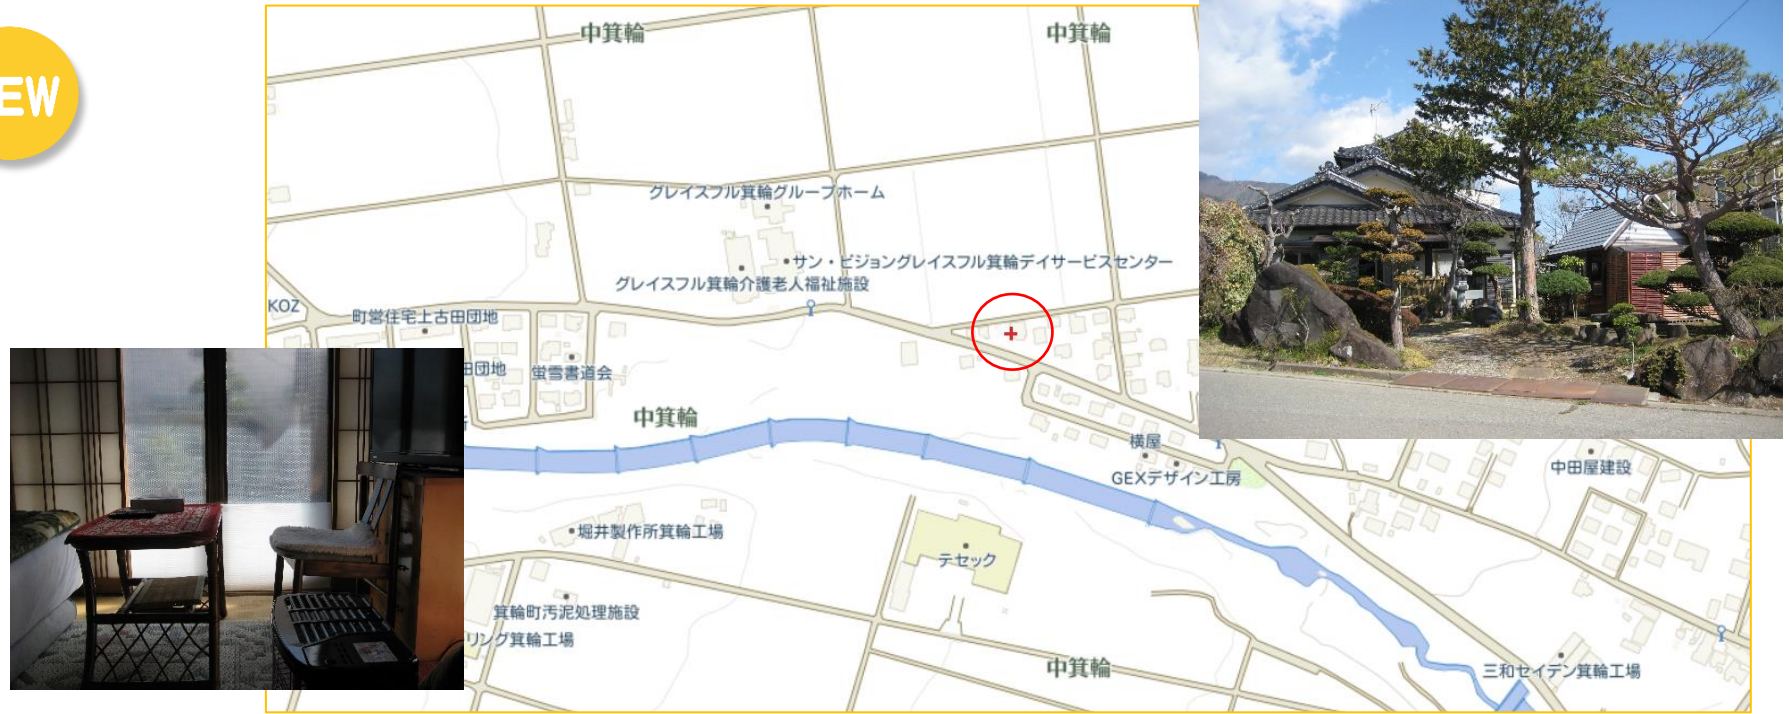 中箕輪
中箕輪
EW
グレイスフル箕輪グループホーム
サン・ビジョングレイスフル箕輪デイサービスセンター
グレイスフル箕輪介護老人福祉施設
KOZ
町営住宅上古田団地
田団地
蛍雪書道会
中箕輪
横屋
GEXデザイン工房
中田屋建設
堀井製作所箕輪工場
テセック
箕輪町汚泥処理施設
リング箕輪工場
中箕輪
三和セイデン箕輪工場